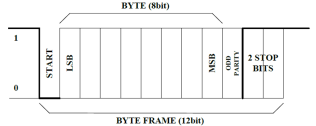 BYTE (8bit)
1
START
LSB
MSB
ODD
PARITY
2 STOP
BITS
0
BYTE FRAME (12bit)